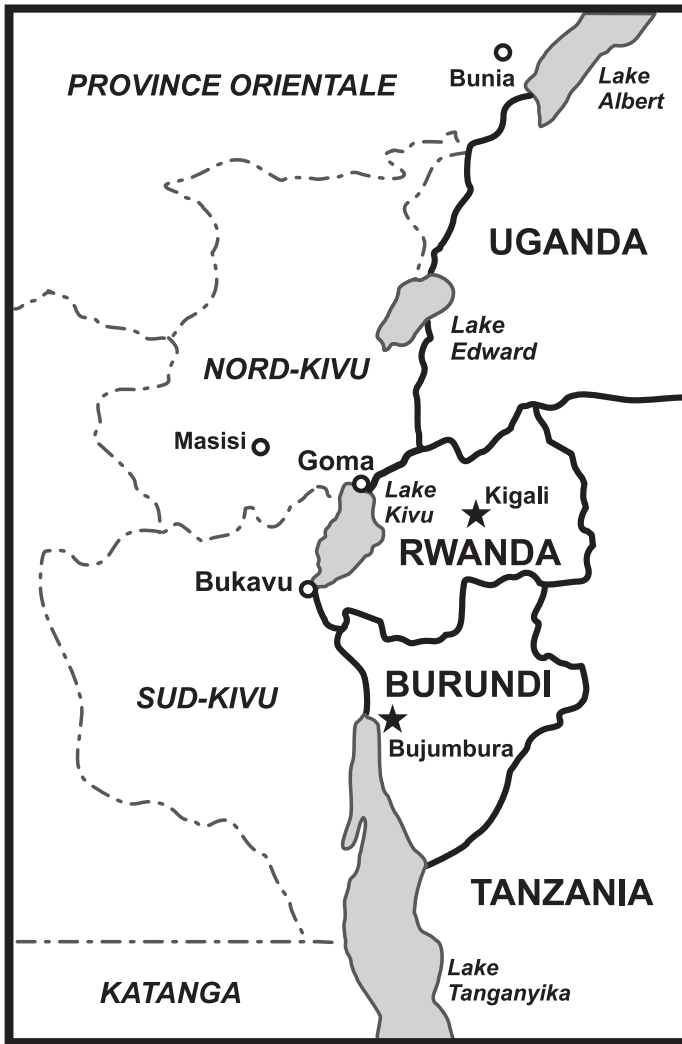 PROVINCE ORIENTALE
Bunia
Lake
Albert
UGANDA
Lake
Edward
NORD-KIVU
Masisi
Goma
Lake
Kivu
Kigali
RWANDA
Bukavu
BURUNDI
SUD-KIVU
Bujumbura
TANZANIA
Lake
Tanganyika
KATANGA